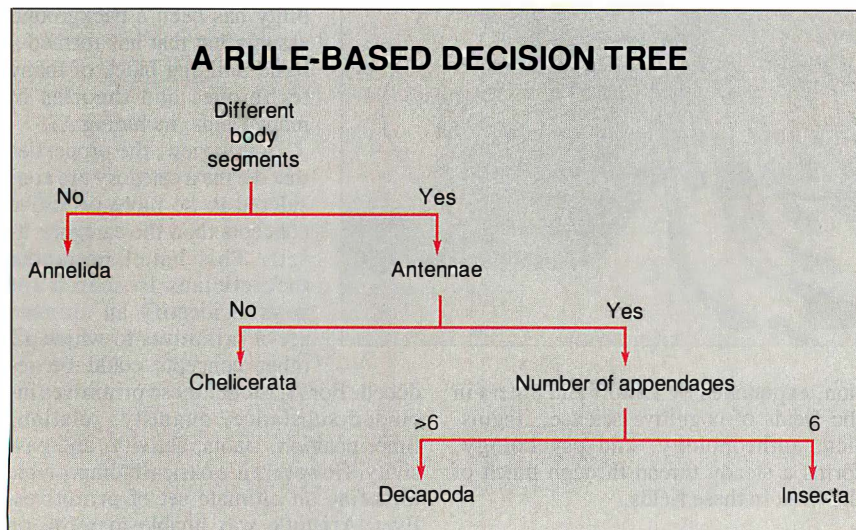 A RULE-BASED DECISION TREE
Different
body
segments
No
Yes
Annelida
Antennae
No
Yes
Chelicerata
Number of appendages
>6
6
Decapoda
Insecta